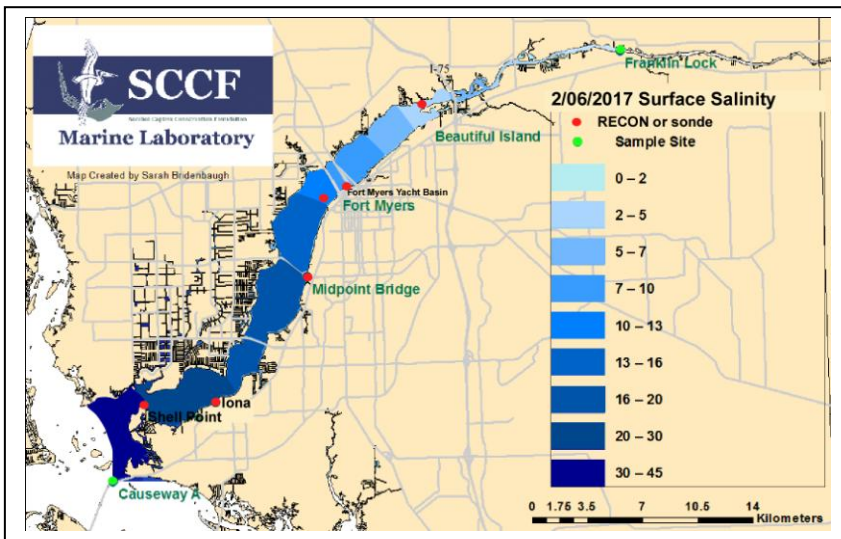 SCCF
Sanibel Captiva Conservation Foundation
Marine Laboratory
Map Created by Sarah Bridenbaugh
I-75
Franklin Lock
Beautiful Island
Fort Myers Yacht Basin
Fort Myers
Midpoint Bridge
Iona
Shell Point
Causeway A
2/06/2017 Surface Salinity
RECON or sonde
Sample Site
0 – 2
2 – 5
5 – 7
7 – 10
10 – 13
13 – 16
16 – 20
20 – 30
30 – 45
0 1.76 3.5 7 10.5 14
Kilometers